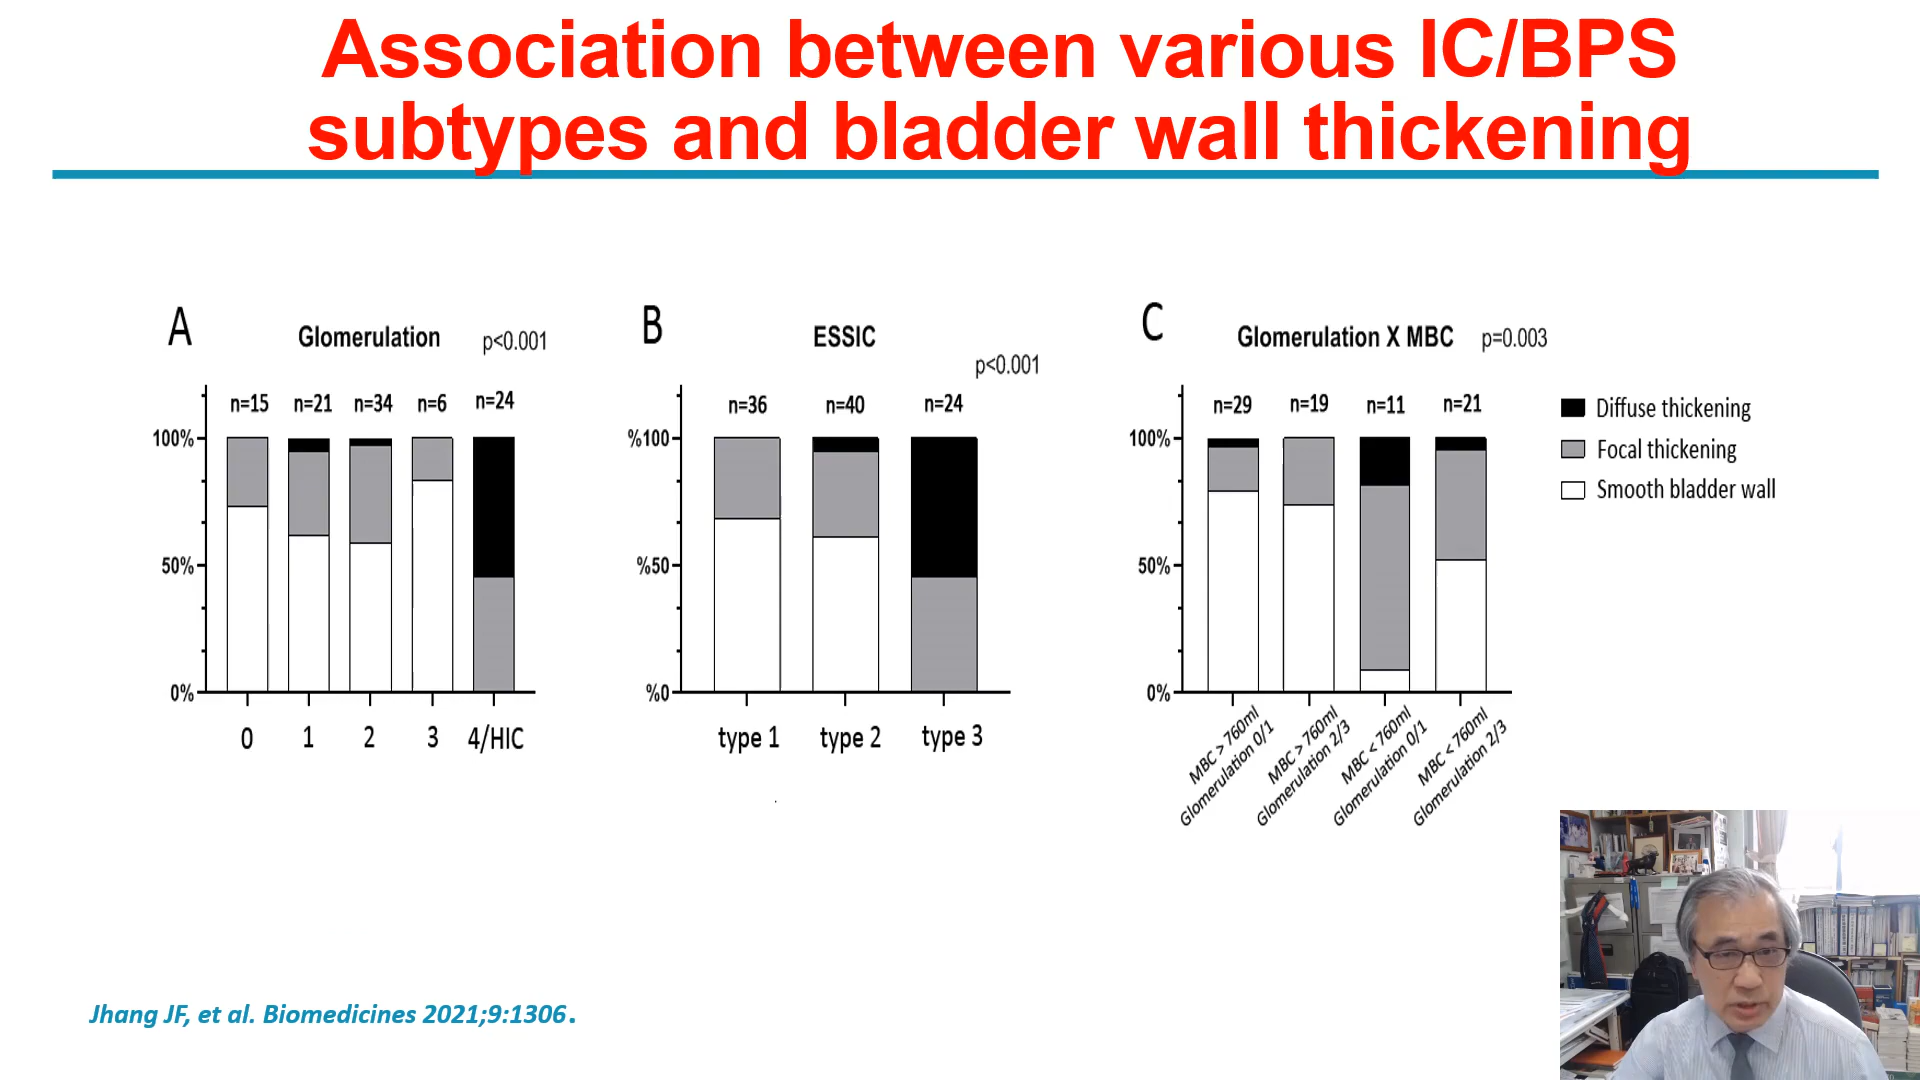 Association between various IC/BPS
subtypes and bladder wall thickening
A
Glomerulation
p<0.001
n=15
n=21
n=34
n=6
n=24
100%
50%
0%
0
1
2
3
4/HIC
B
ESSIC
p<0.001
n=36
n=40
n=24
%100
%50
%0
type 1
type 2
type 3
C
Glomerulation X MBC
p=0.003
n=29
n=19
n=11
n=21
100%
50%
0%
MBC > 760ml
Glomerulation 0/1
MBC > 760ml
Glomerulation 2/3
MBC < 760ml
Glomerulation 0/1
MBC < 760ml
Glomerulation 2/3
Diffuse thickening
Focal thickening
Smooth bladder wall
Jhang JF, et al. Biomedicines 2021;9:1306.